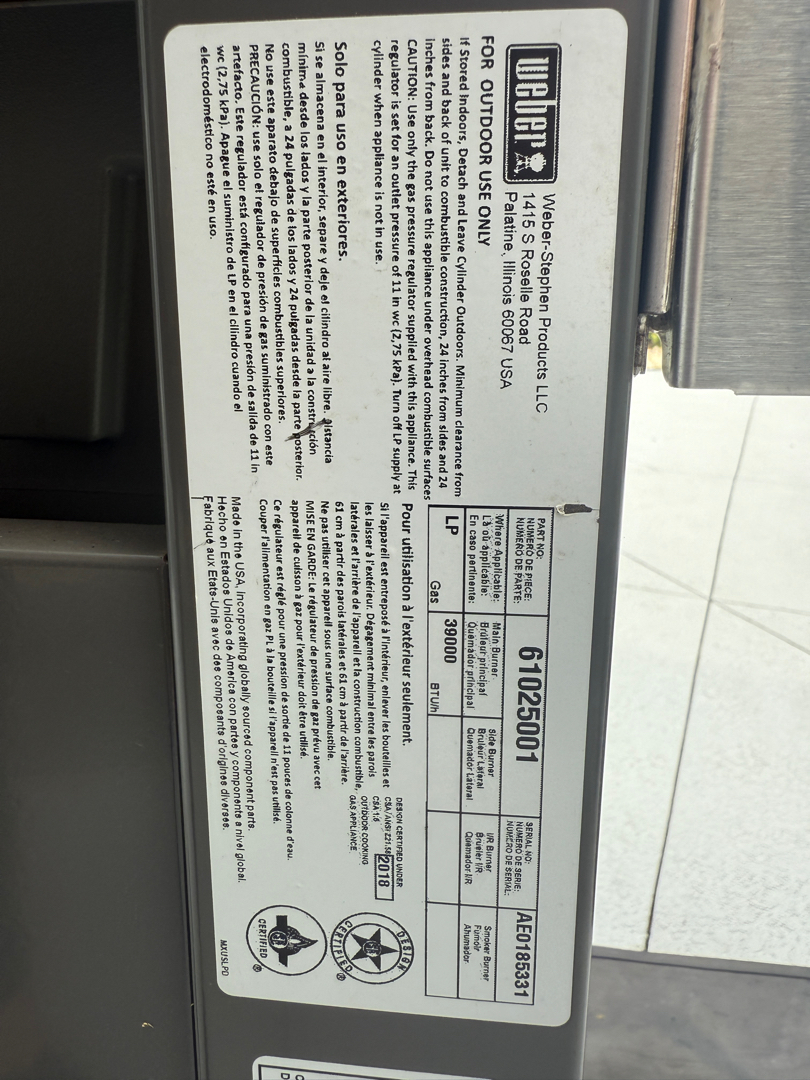 weber
Weber-Stephen Products LLC
1415 S Roselle Road
Palatine, Illinois 60067 USA
FOR OUTDOOR USE ONLY
If Stored Indoors, Detach and Leave Cylinder Outdoors. Minimum clearance from
sides and back of unit to combustible construction, 24 inches from sides and 24
inches from back. Do not use this appliance under overhead combustible surfaces
CAUTION: Use only the gas pressure regulator supplied with this appliance. This
regulator is set for an outlet pressure of 11 in wc (2,75 kPa). Turn off LP supply at
cylinder when appliance is not in use.
Solo para uso en exteriores.
Si se almacena en el interior, separe y deje el cilindro al aire libre. Distancia
mínima desde los lados y la parte posterior de la unidad a la construcción
combustible, a 24 pulgadas de los lados y 24 pulgadas desde la parte posterior.
No use este aparato debajo de superficies combustibles superiores.
PRECAUCIÓN: use solo el regulador de presión de gas suministrado con este
artefacto. Este regulador está configurado para una presión de salida de 11 in
wc (2,75 kPa). Apague el suministro de LP en el cilindro cuando el
electrodoméstico no esté en uso.
PART NO:
NUMERO DE PIECE:
NUMERO DE PARTE:
61025001
SERIAL NO:
NUMERO DE SERIE:
NUMERO DE SERIAL:
AE0185331
Where Applicable:
Là où applicable:
En caso pertinente:
Main Burner
Brûleur principal
Quemador principal
Side Burner
Bruleur Lateral
Quemador Lateral
I/R Burner
Brueler I/R
Quemador I/R
Smoker Burner
Fumoir
Ahumador
LP Gas
39000 BTU/h
Pour utilisation à l'extérieur seulement.
Si l'appareil est entreposé à l'intérieur, enlever les bouteilles et
les laisser à l'extérieur. Dégagement minimal entre les parois
latérales et l'arrière de l'appareil et la construction combustible,
61 cm à partir des parois latérales et 61 cm à partir de l'arrière.
Ne pas utiliser cet appareil sous une surface combustible.
MISE EN GARDE: Le régulateur de pression de gaz prévu avec cet
appareil de cuisson à gaz pour l'extérieur doit être utilisé.
Ce régulateur est réglé pour une pression de sortie de 11 pouces de colonne d'eau.
Couper l'alimentation en gaz PL à la bouteille si l'appareil n'est pas utilisé.
DESIGN CERTIFIED UNDER
CSA/ANSI Z21.58 2018
CSA 1.6
OUTDOOR COOKING
GAS APPLIANCE
DESIGN
CERTIFIED
®
CERTIFIED
®
Made in the USA, incorporating globally sourced component parts.
Hecho en Estados Unidos de America con partes y components a nivel global.
Fabriqué aux Etats-Unis avec des composants d'origines diverses.
MXUSLPD